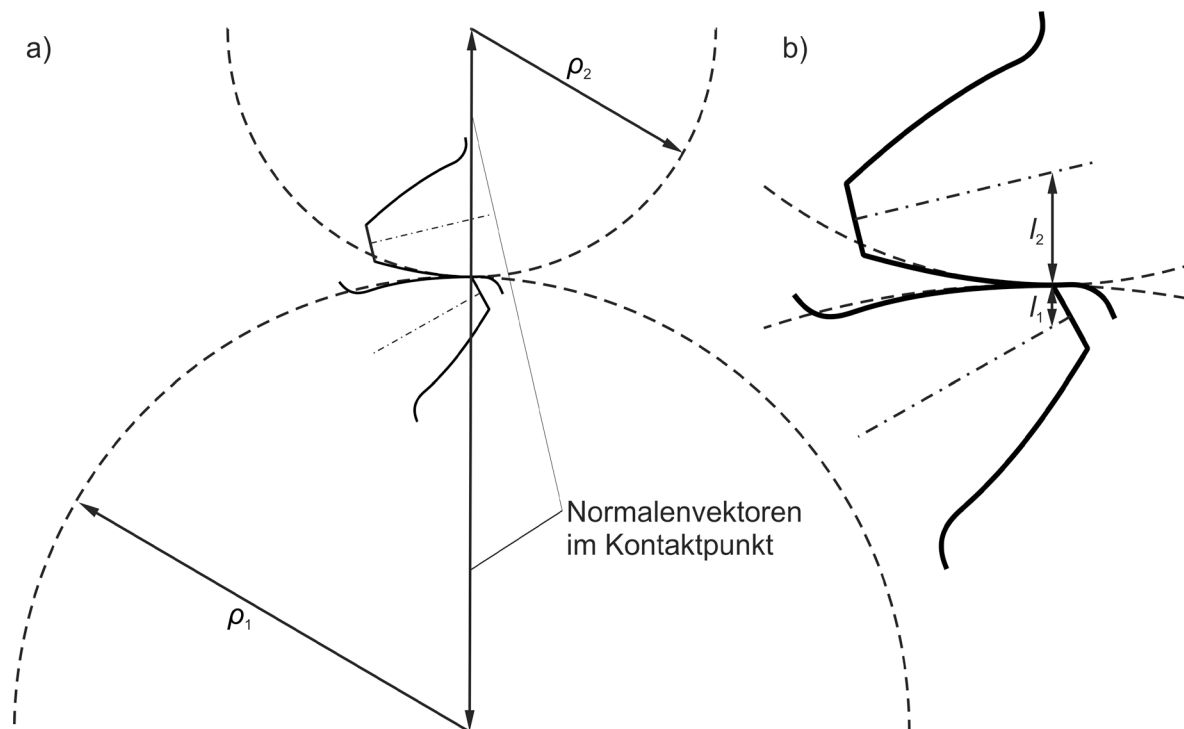 a)
ρ₂
b)
l₂
l₁
Normalenvektoren
im Kontaktpunkt
ρ₁